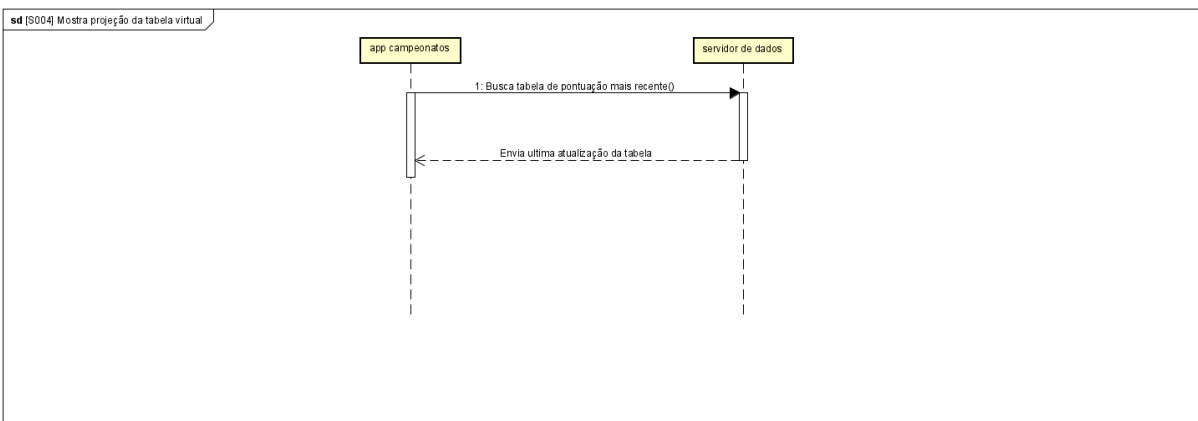 sd [S004] Mostra projeção da tabela virtual
app campeonatos
servidor de dados
1: Busca tabela de pontuação mais recente()
Envia ultima atualização da tabela